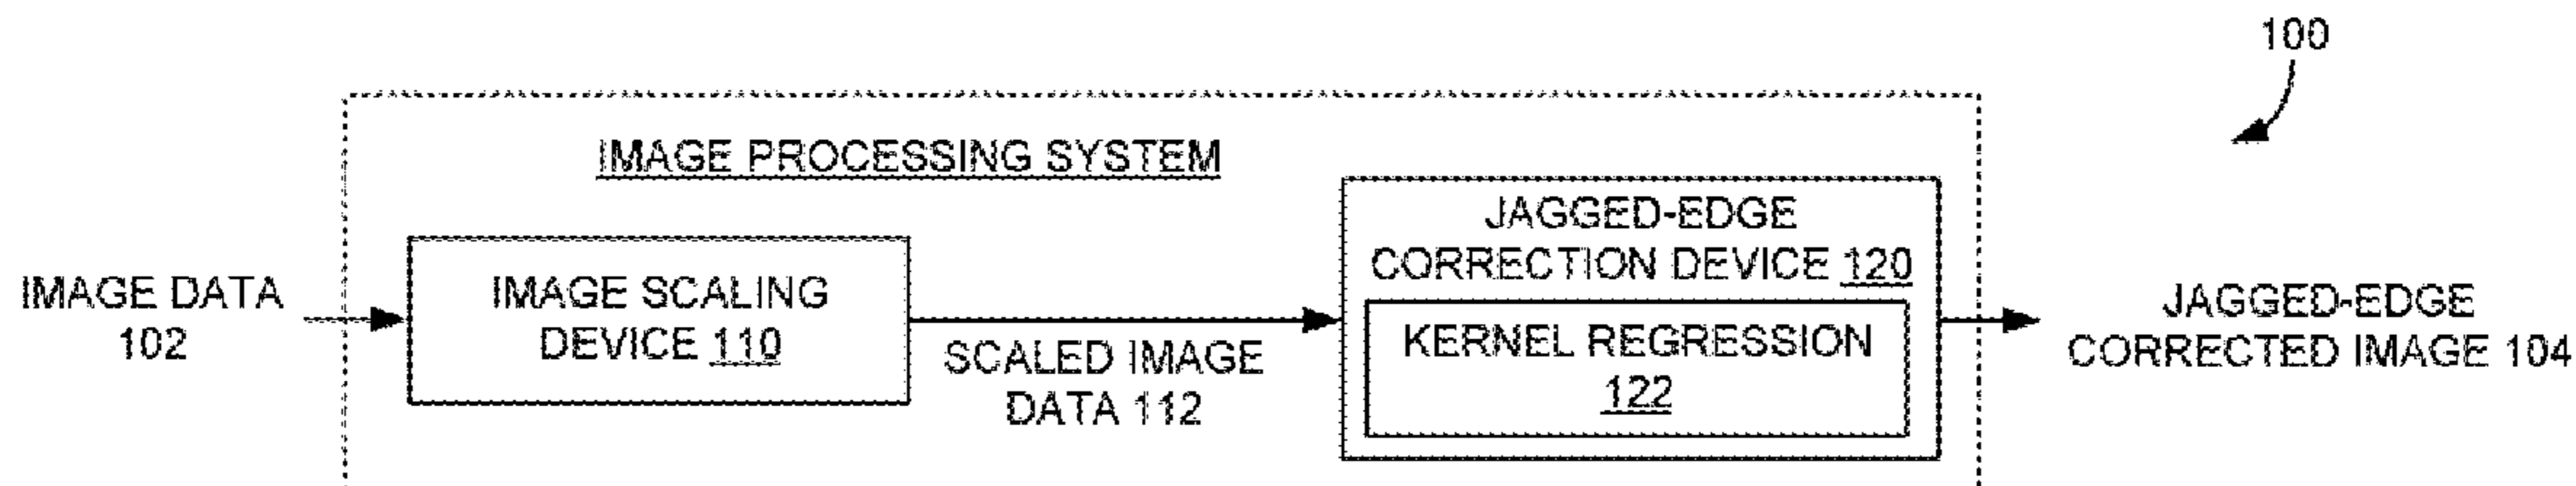 100
IMAGE PROCESSING SYSTEM
IMAGE DATA
102
IMAGE SCALING
DEVICE 110
SCALED IMAGE
DATA 112
JAGGED-EDGE
CORRECTION DEVICE 120
KERNEL REGRESSION
122
JAGGED-EDGE
CORRECTED IMAGE 104